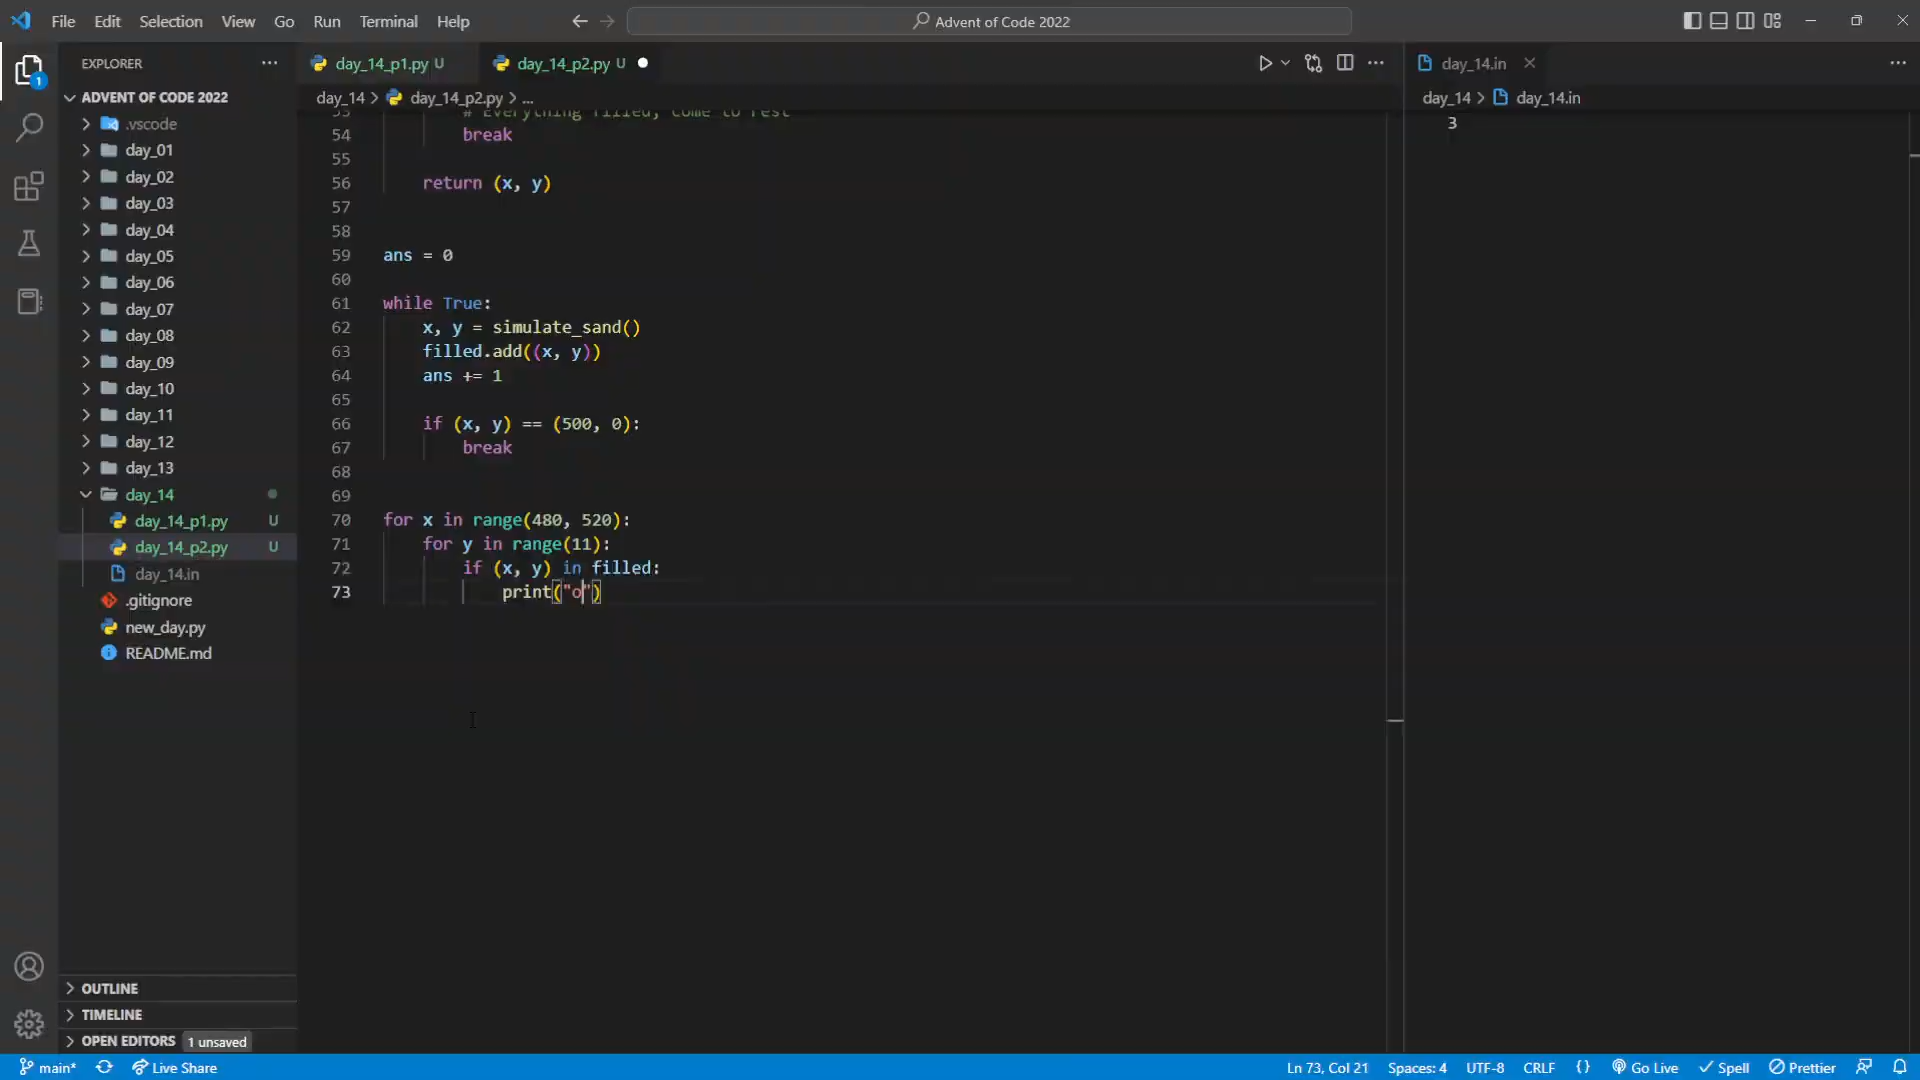 File Edit Selection View Go Run Terminal Help
Advent of Code 2022
EXPLORER
ADVENT OF CODE 2022
.vscode
day_01
day_02
day_03
day_04
day_05
day_06
day_07
day_08
day_09
day_10
day_11
day_12
day_13
day_14
day_14_p1.py U
day_14_p2.py U
day_14.in
.gitignore
new_day.py
README.md
OUTLINE
TIMELINE
OPEN EDITORS 1 unsaved
day_14_p1.py U day_14_p2.py U
day_14 > day_14_p2.py > ...
53 # Everything filled, come to rest
54 break
55
56 return (x, y)
57
58
59 ans = 0
60
61 while True:
62 x, y = simulate_sand()
63 filled.add((x, y))
64 ans += 1
65
66 if (x, y) == (500, 0):
67 break
68
69
70 for x in range(480, 520):
71 for y in range(11):
72 if (x, y) in filled:
73 print("o")
day_14.in
day_14 > day_14.in
3
main* Live Share Ln 73, Col 21 Spaces: 4 UTF-8 CRLF {} Go Live Spell Prettier
1